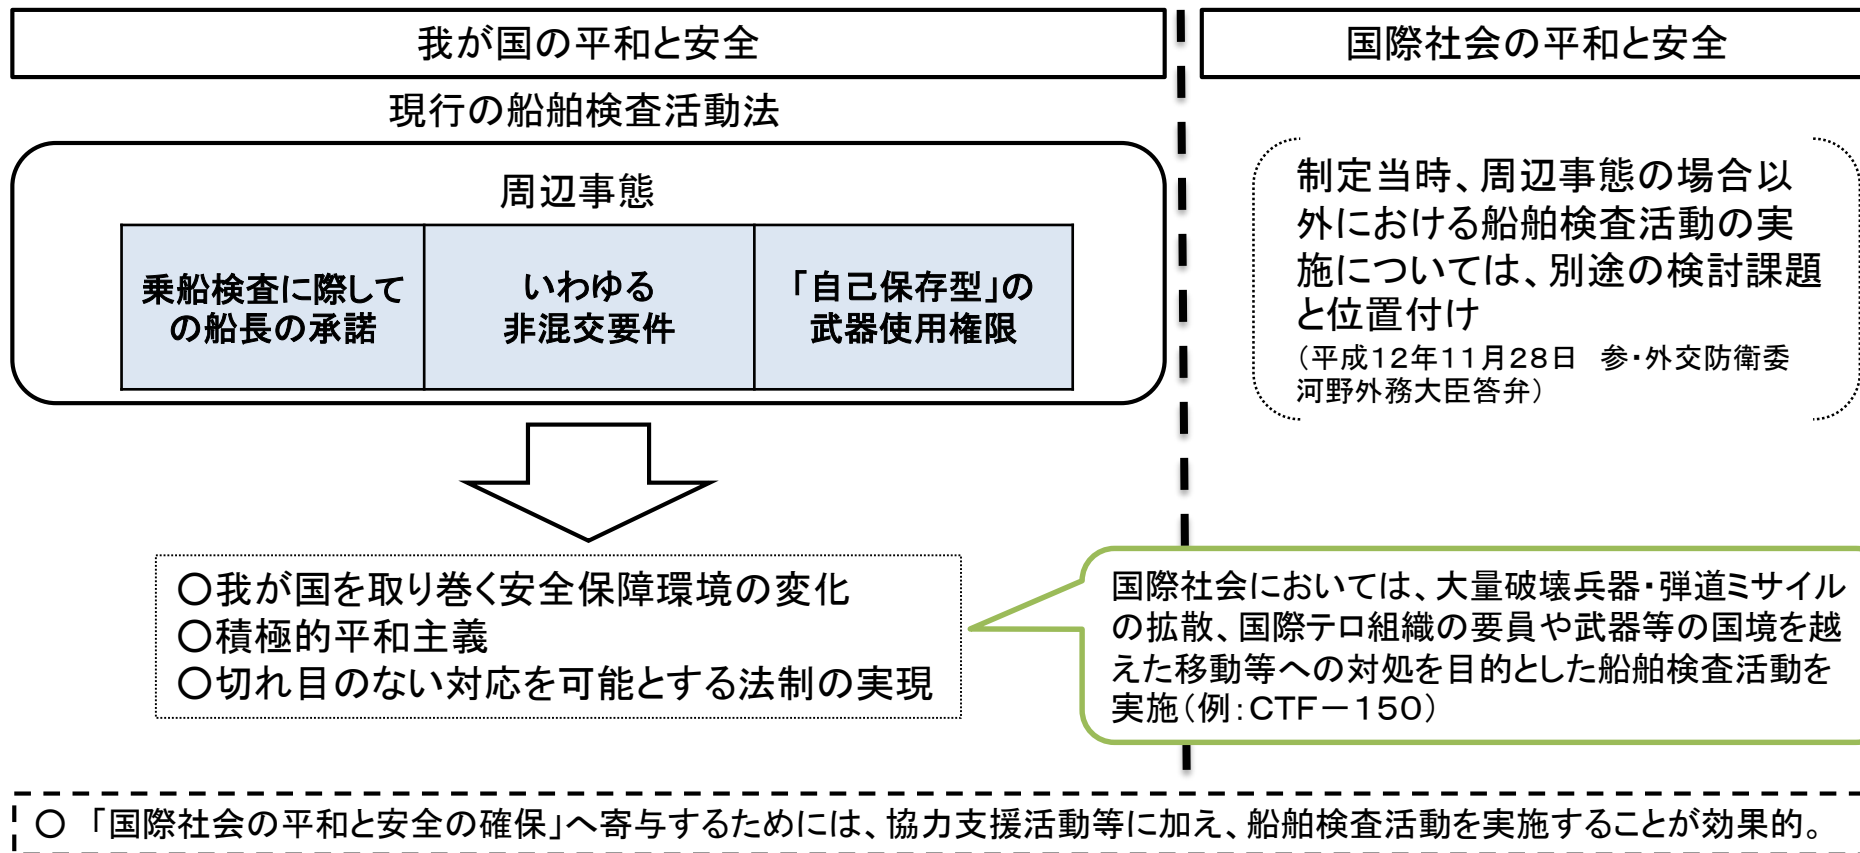 我が国の平和と安全
国際社会の平和と安全
現行の船舶検査活動法
周辺事態
乗船検査に際して
の船長の承諾
いわゆる
非混交要件
「自己保存型」の
武器使用権限
制定当時、周辺事態の場合以
外における船舶検査活動の実
施については、別途の検討課題
と位置付け
（平成12年11月28日　参・外交防衛委
河野外務大臣答弁）
○我が国を取り巻く安全保障環境の変化
○積極的平和主義
○切れ目のない対応を可能とする法制の実現
国際社会においては、大量破壊兵器・弾道ミサイル
の拡散、国際テロ組織の要員や武器等の国境を越
えた移動等への対処を目的とした船舶検査活動を
実施（例：CTF－150）
○　「国際社会の平和と安全の確保」へ寄与するためには、協力支援活動等に加え、船舶検査活動を実施することが効果的。